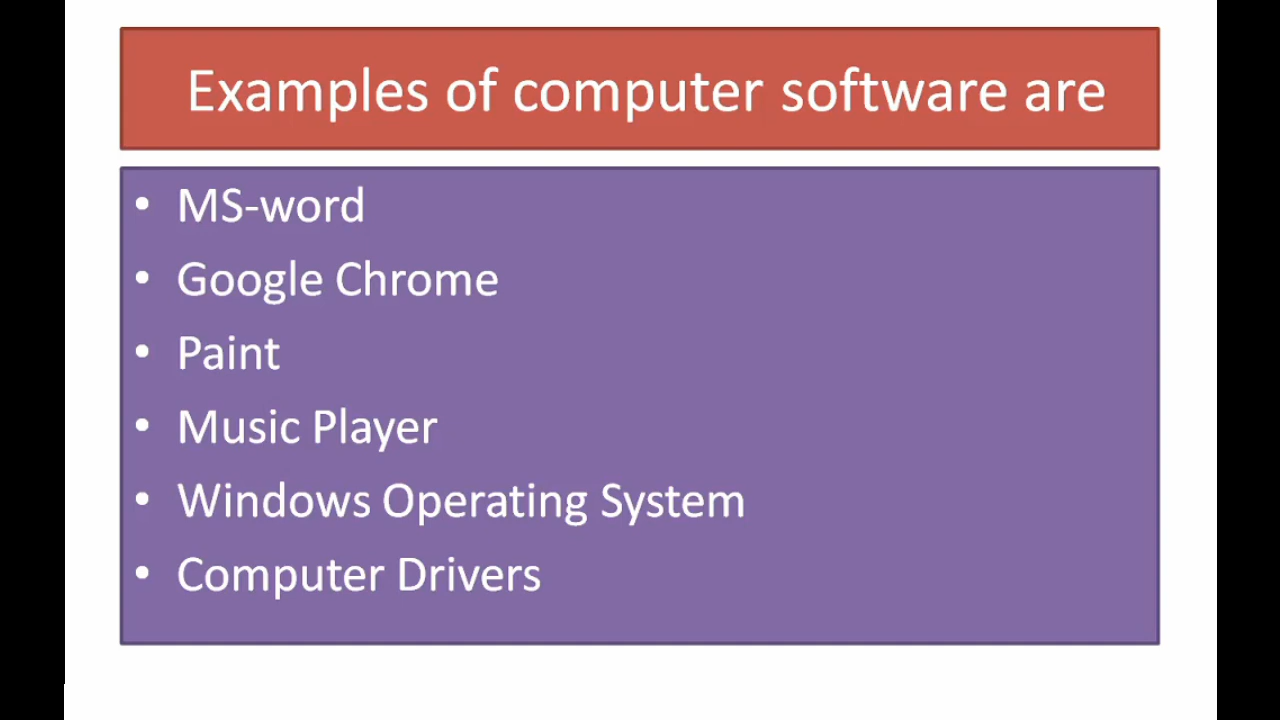 Examples of computer software are
• MS-word
• Google Chrome
• Paint
• Music Player
• Windows Operating System
• Computer Drivers